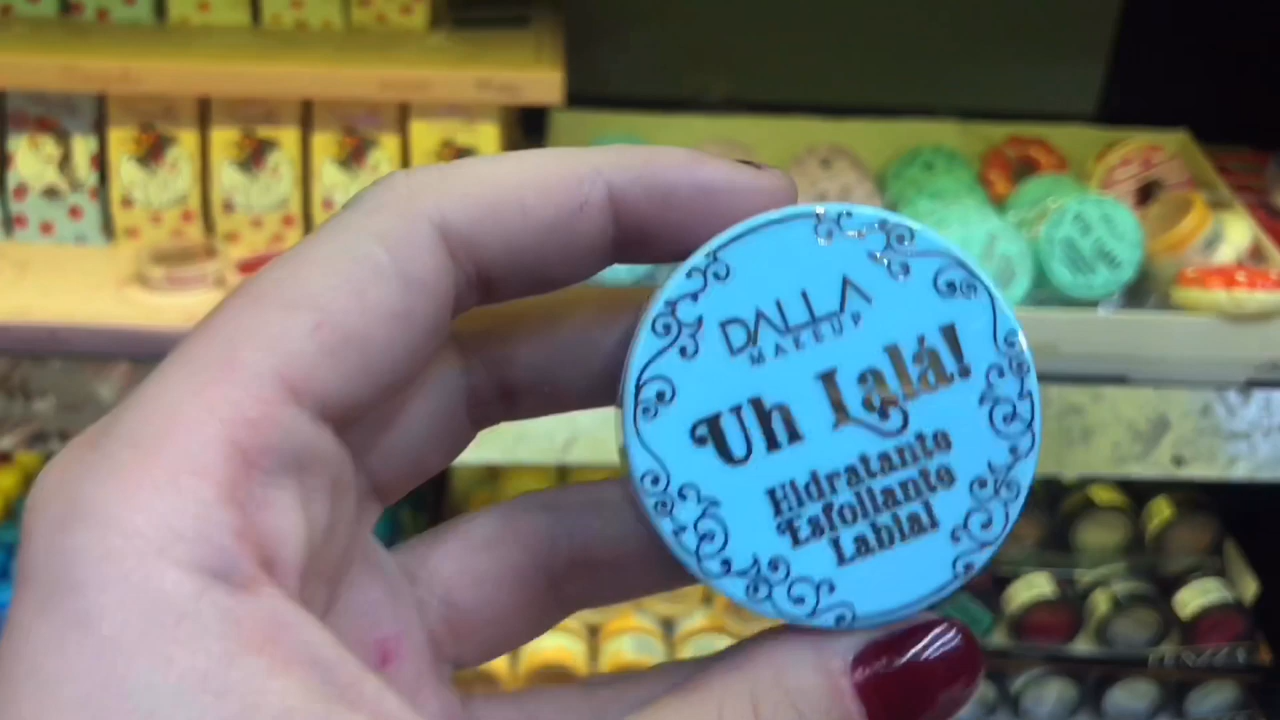 DALLA
MAKEUP
Uh Lalá!
Hidratante
Esfoliante
Labial